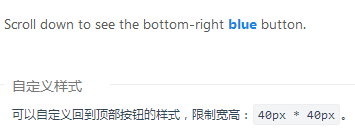 Scroll down to see the bottom-right blue button.
自定义样式
可以自定义回到顶部按钮的样式，限制宽高：40px * 40px。